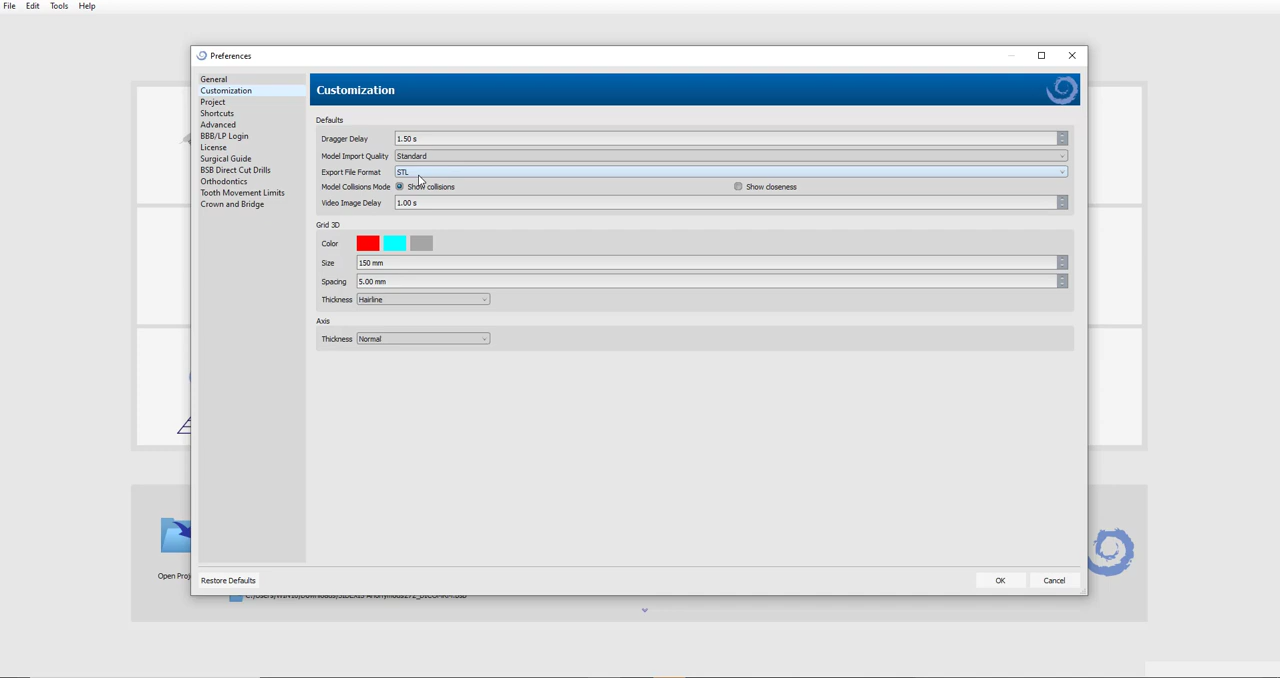 File Edit Tools Help
Preferences
General
Customization
Project
Shortcuts
Advanced
BBB/LP Login
License
Surgical Guide
BSB Direct Cut Drills
Orthodontics
Tooth Movement Limits
Crown and Bridge
Customization
Defaults
Dragger Delay 1.50 s
Model Import Quality Standard
Export File Format STL
Model Collisions Mode Show collisions Show closeness
Video Image Delay 1.00 s
Grid 3D
Color
Size 150 mm
Spacing 5.00 mm
Thickness Hairline
Axis
Thickness Normal
Open Proj
Restore Defaults OK Cancel